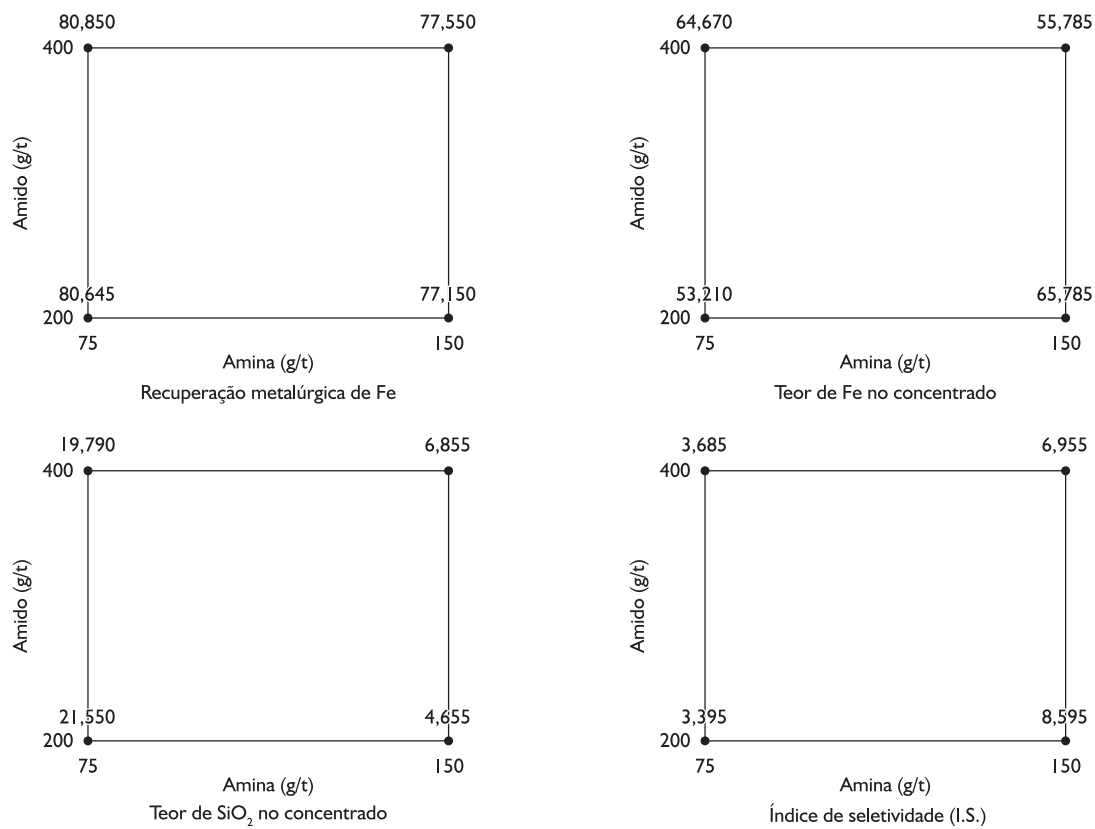 80,850 77,550
400
Amido (g/t)
80,645 77,150
200
75 150
Amina (g/t)
Recuperação metalúrgica de Fe
64,670 55,785
400
Amido (g/t)
53,210 65,785
200
75 150
Amina (g/t)
Teor de Fe no concentrado
19,790 6,855
400
Amido (g/t)
21,550 4,655
200
75 150
Amina (g/t)
Teor de SiO₂ no concentrado
3,685 6,955
400
Amido (g/t)
3,395 8,595
200
75 150
Amina (g/t)
Índice de seletividade (I.S.)